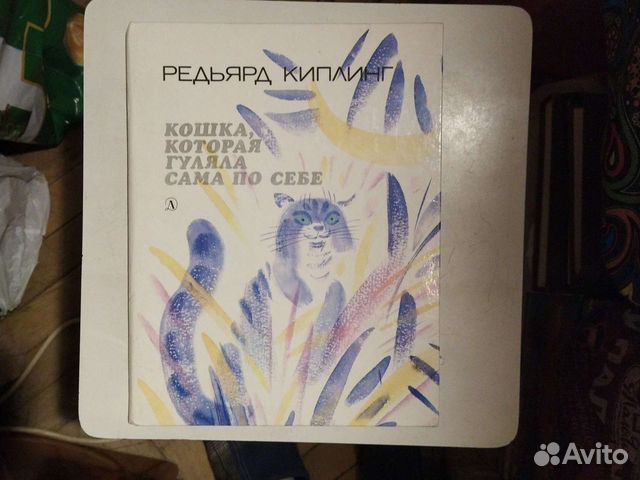 РЕДЬЯРД КИПЛИНГ
КОШКА,
КОТОРАЯ
ГУЛЯЛА
САМА ПО СЕБЕ
Д
Avito